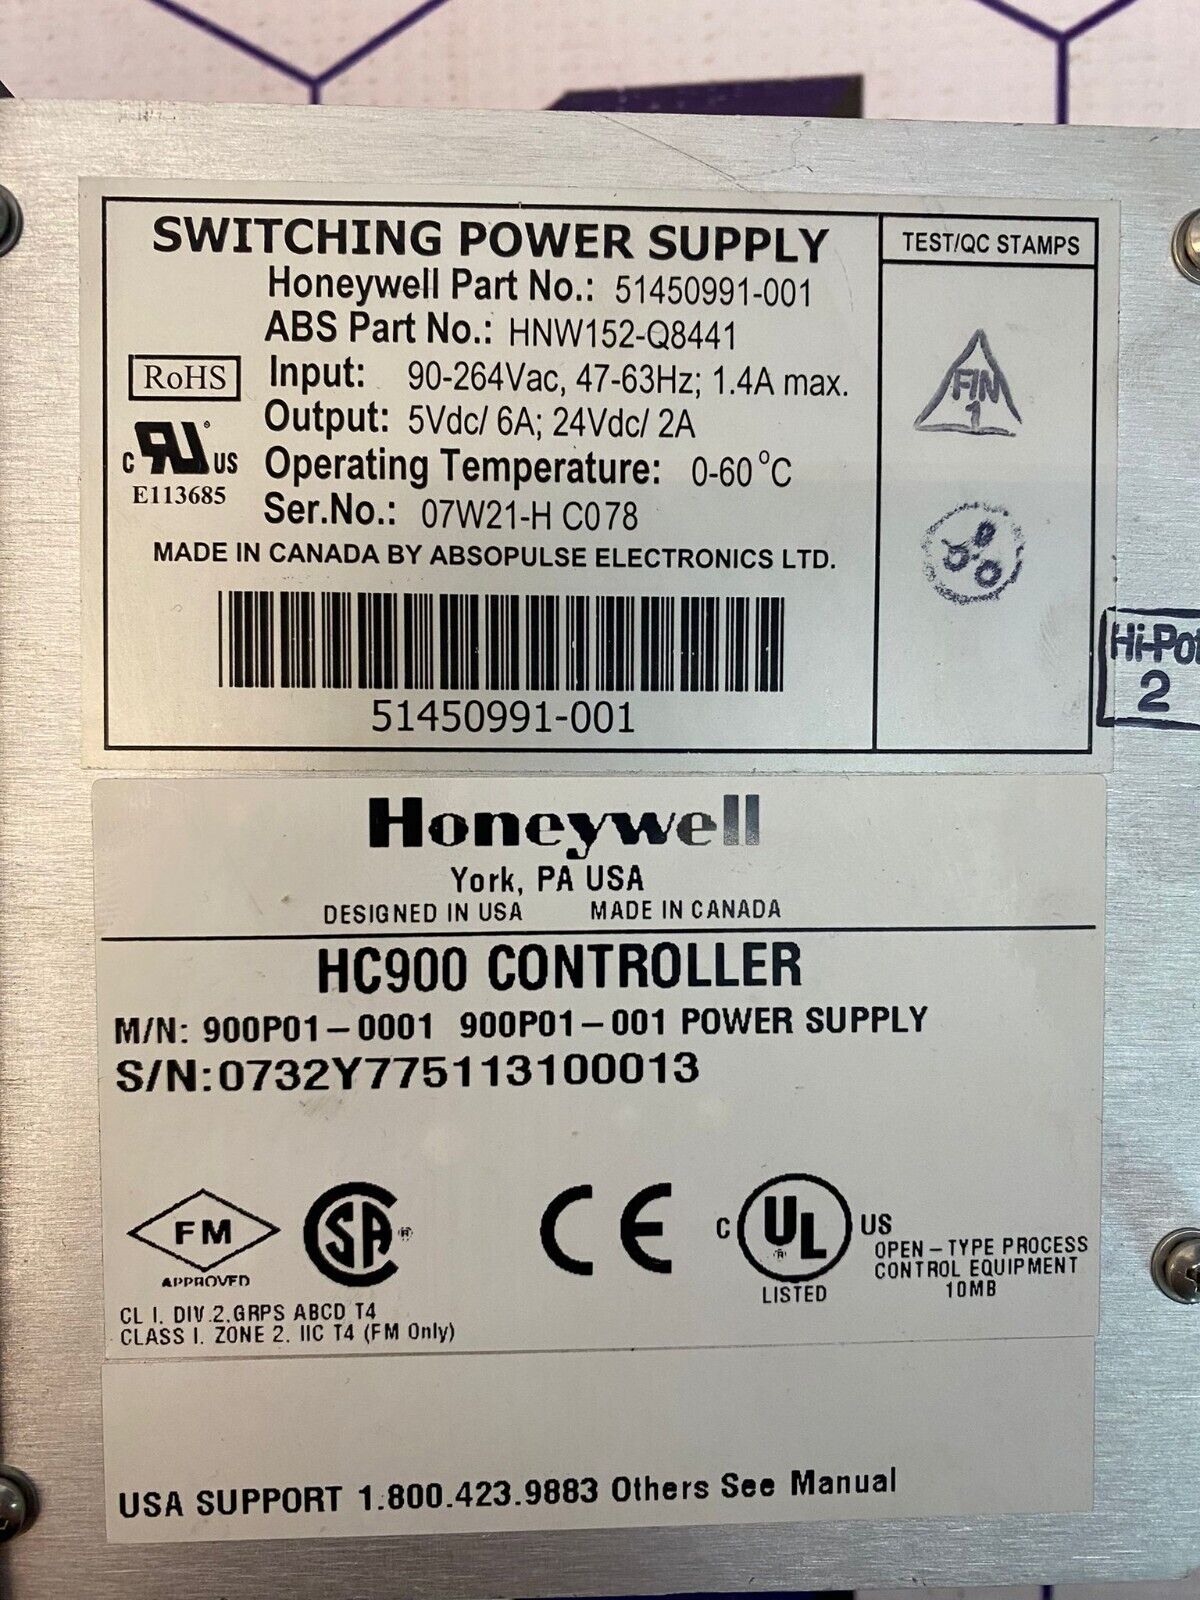 SWITCHING POWER SUPPLY
Honeywell Part No.: 51450991-001
ABS Part No.: HNW152-Q8441
RoHS
Input: 90-264Vac, 47-63Hz; 1.4A max.
Output: 5Vdc/ 6A; 24Vdc/ 2A
c RU ® US
E113685
Operating Temperature: 0-60°C
Ser.No.: 07W21-H C078
MADE IN CANADA BY ABSOPULSE ELECTRONICS LTD.
51450991-001
TEST/QC STAMPS
FIN
1
Hi-Pot
2
Honeywell
York, PA USA
DESIGNED IN USA MADE IN CANADA
HC900 CONTROLLER
M/N: 900P01-0001 900P01-001 POWER SUPPLY
S/N:0732Y775113100013
FM
APPROVED
SA ®
CE
c UL ® US
LISTED
OPEN-TYPE PROCESS
CONTROL EQUIPMENT
10MB
CL I. DIV.2.GRPS ABCD T4
CLASS I. ZONE 2. IIC T4 (FM Only)
USA SUPPORT 1.800.423.9883 Others See Manual